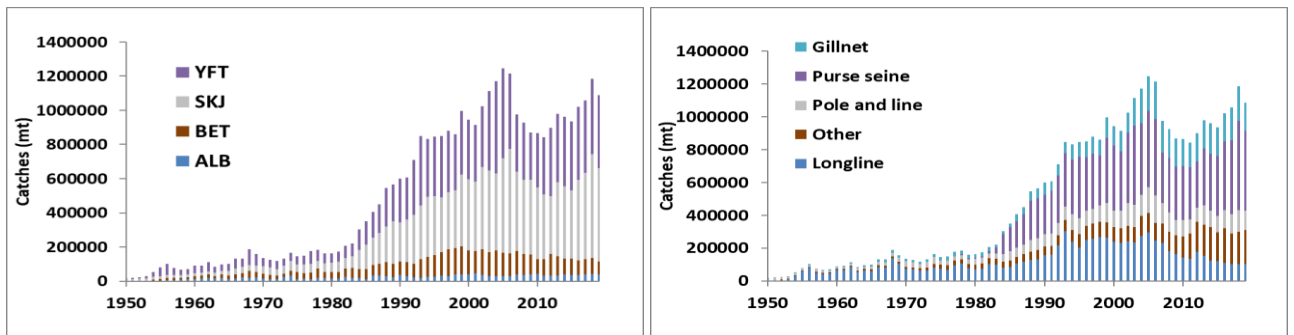 1400000
1200000
1000000
800000
600000
400000
200000
0
Catches (mt)
YFT
SKJ
BET
ALB
1950 1960 1970 1980 1990 2000 2010
1400000
1200000
1000000
800000
600000
400000
200000
0
Catches (mt)
Gillnet
Purse seine
Pole and line
Other
Longline
1950 1960 1970 1980 1990 2000 2010